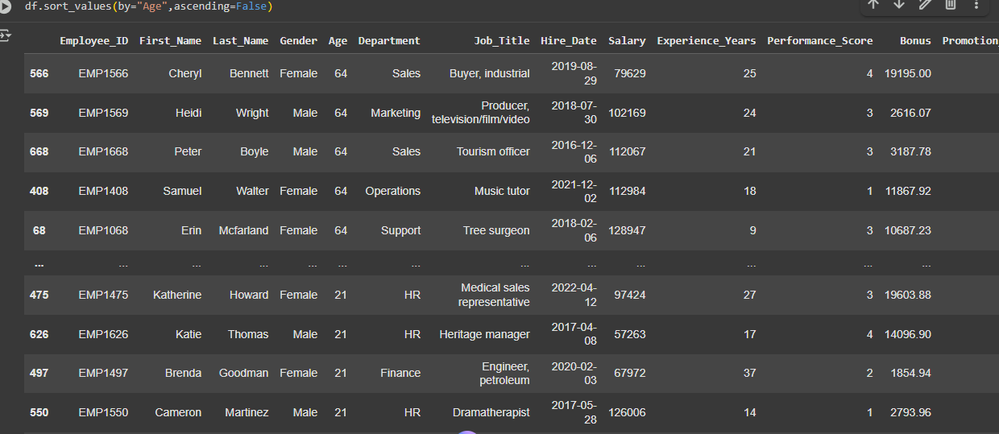 df.sort_values(by="Age",ascending=False)
Employee_ID First_Name Last_Name Gender Age Department Job_Title Hire_Date Salary Experience_Years Performance_Score Bonus Promotion_
566 EMP1566 Cheryl Bennett Female 64 Sales Buyer, industrial 2019-08-29 79629 25 4 19195.00
569 EMP1569 Heidi Wright Male 64 Marketing Producer, television/film/video 2018-07-30 102169 24 3 2616.07
668 EMP1668 Peter Boyle Male 64 Sales Tourism officer 2016-12-06 112067 21 3 3187.78
408 EMP1408 Samuel Walter Female 64 Operations Music tutor 2021-12-02 112984 18 1 11867.92
68 EMP1068 Erin Mcfarland Female 64 Support Tree surgeon 2018-02-06 128947 9 3 10687.23
... ... ... ... ... ... ... ... ... ... ... ... ...
475 EMP1475 Katherine Howard Female 21 HR Medical sales representative 2022-04-12 97424 27 3 19603.88
626 EMP1626 Katie Thomas Male 21 HR Heritage manager 2017-04-08 57263 17 4 14096.90
497 EMP1497 Brenda Goodman Female 21 Finance Engineer, petroleum 2020-02-03 67972 37 2 1854.94
550 EMP1550 Cameron Martinez Male 21 HR Dramatherapist 2017-05-28 126006 14 1 2793.96